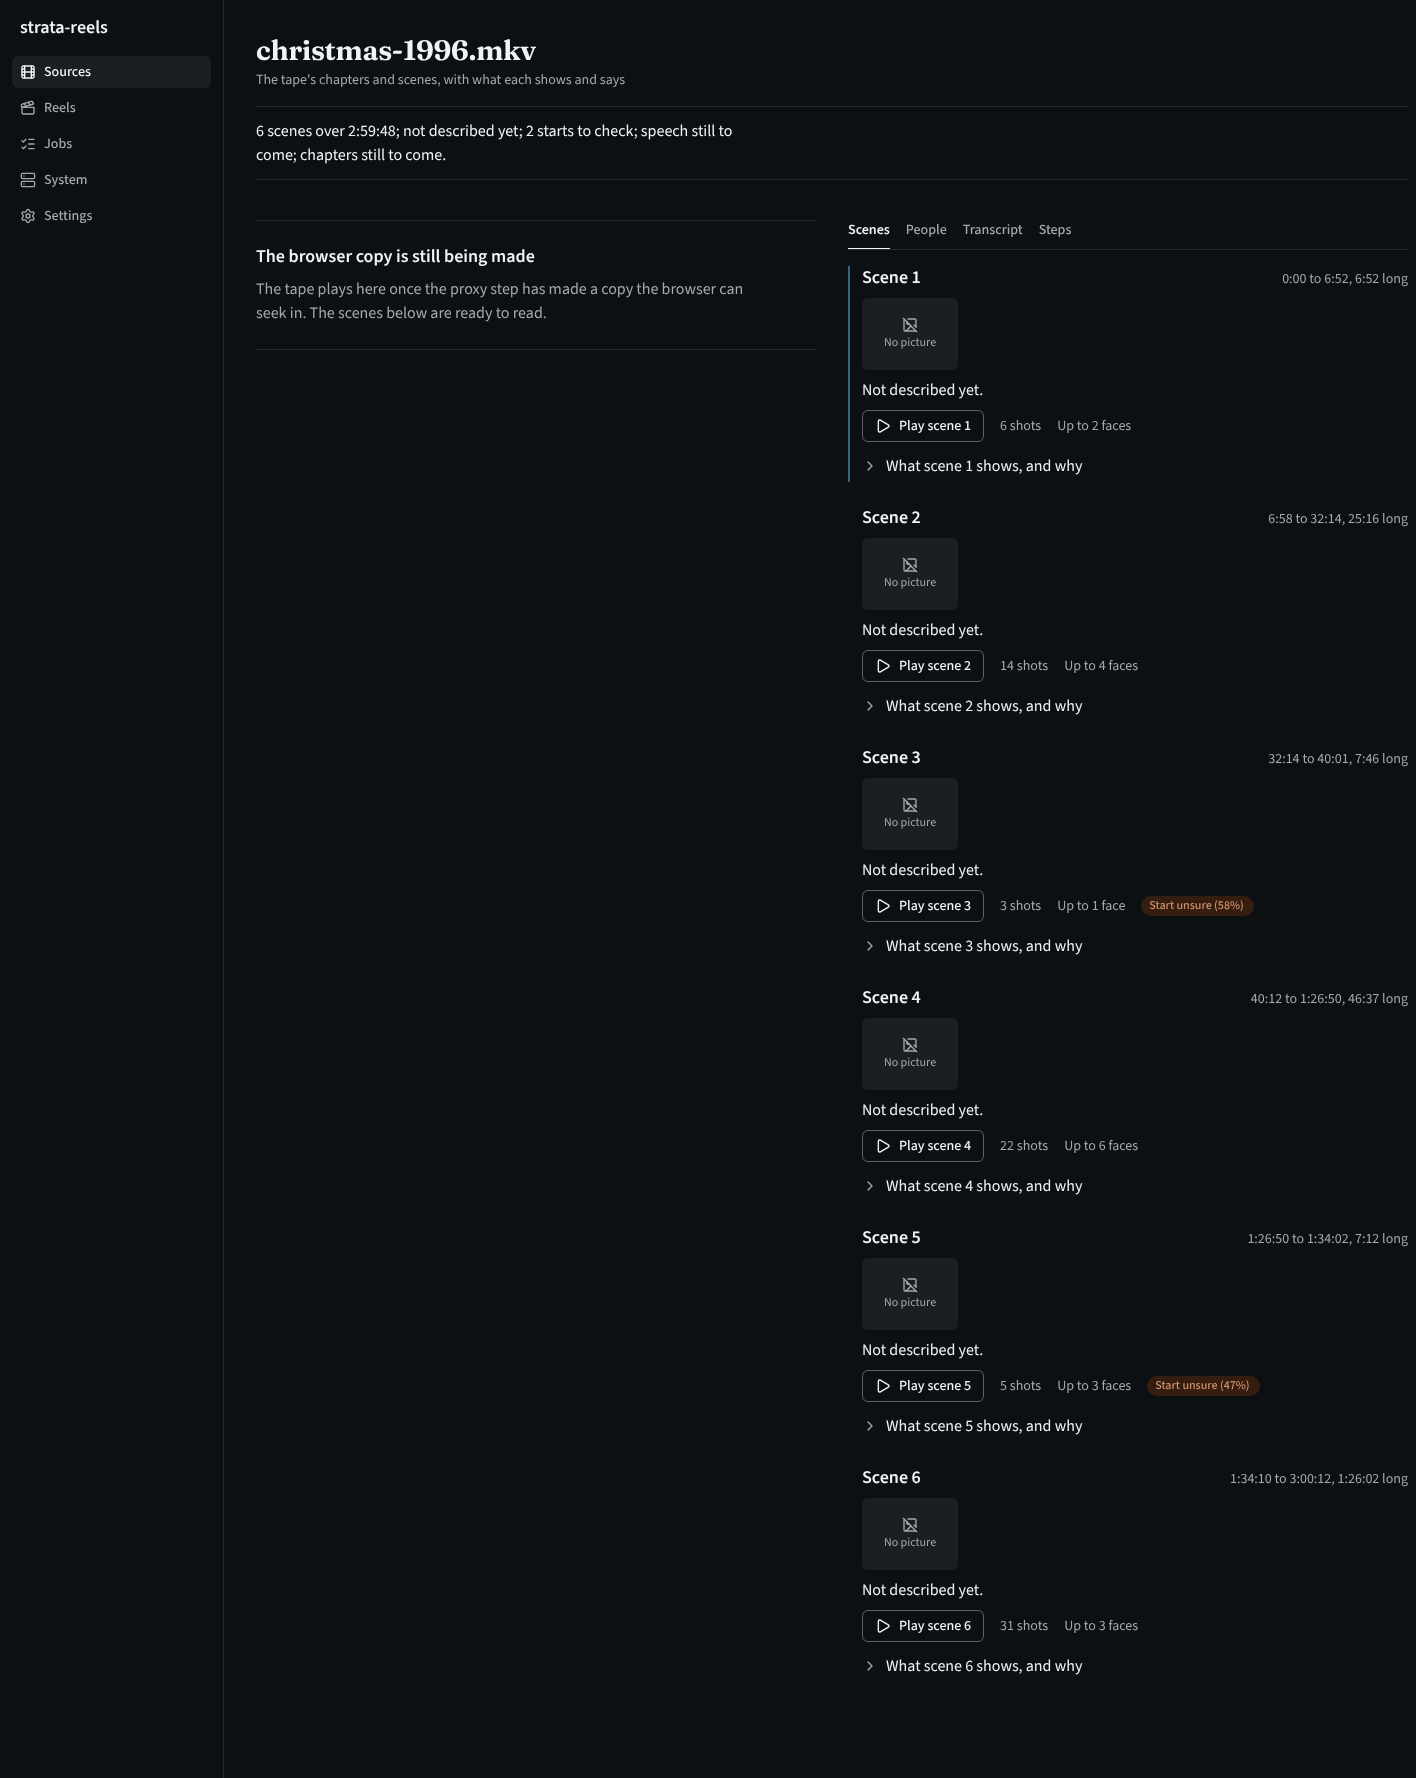 strata-reels
Sources
Reels
Jobs
System
Settings
christmas-1996.mkv
The tape's chapters and scenes, with what each shows and says
6 scenes over 2:59:48; not described yet; 2 starts to check; speech still to
come; chapters still to come.
The browser copy is still being made
The tape plays here once the proxy step has made a copy the browser can
seek in. The scenes below are ready to read.
Scenes People Transcript Steps
Scene 1 0:00 to 6:52, 6:52 long
No picture
Not described yet.
Play scene 1 6 shots Up to 2 faces
What scene 1 shows, and why
Scene 2 6:58 to 32:14, 25:16 long
No picture
Not described yet.
Play scene 2 14 shots Up to 4 faces
What scene 2 shows, and why
Scene 3 32:14 to 40:01, 7:46 long
No picture
Not described yet.
Play scene 3 3 shots Up to 1 face Start unsure (58%)
What scene 3 shows, and why
Scene 4 40:12 to 1:26:50, 46:37 long
No picture
Not described yet.
Play scene 4 22 shots Up to 6 faces
What scene 4 shows, and why
Scene 5 1:26:50 to 1:34:02, 7:12 long
No picture
Not described yet.
Play scene 5 5 shots Up to 3 faces Start unsure (47%)
What scene 5 shows, and why
Scene 6 1:34:10 to 3:00:12, 1:26:02 long
No picture
Not described yet.
Play scene 6 31 shots Up to 3 faces
What scene 6 shows, and why